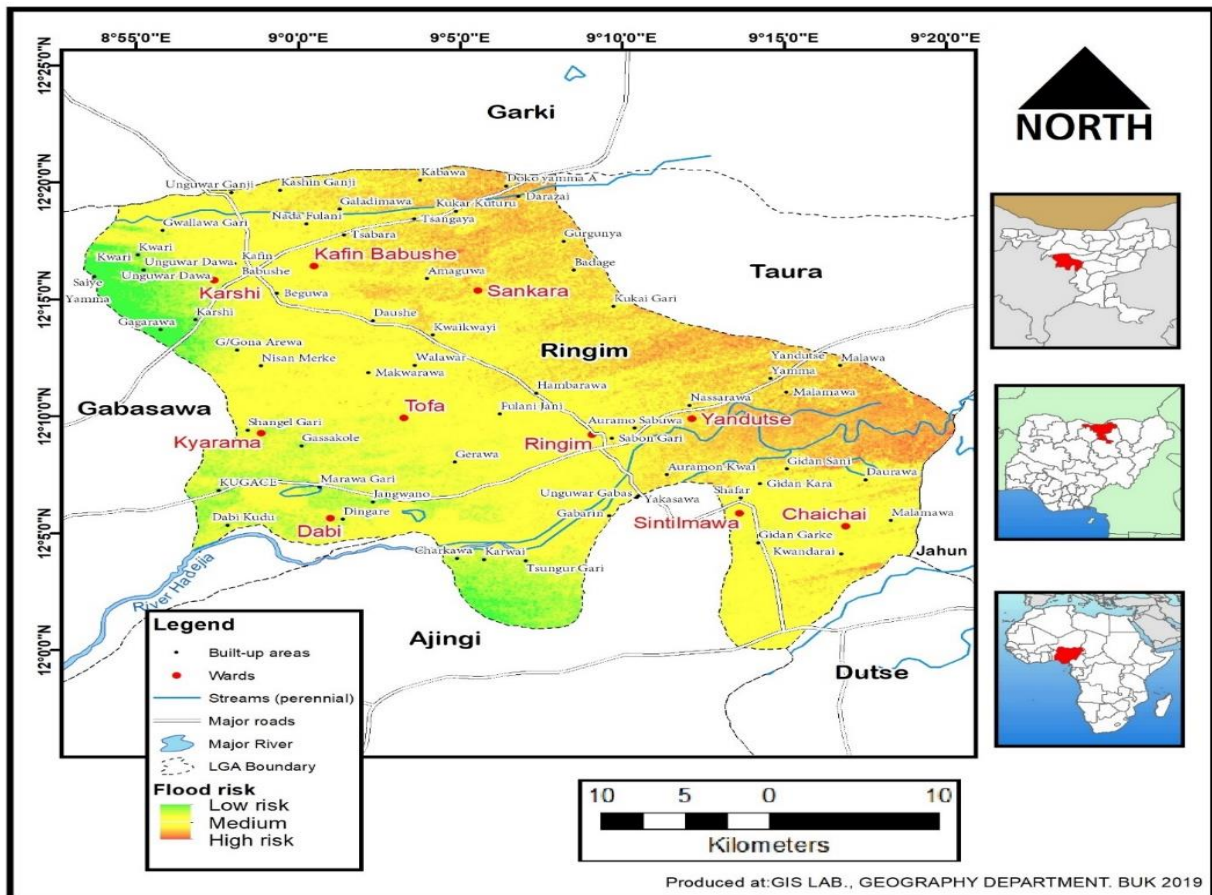 8°55'0"E 9°0'0"E 9°5'0"E 9°10'0"E 9°15'0"E 9°20'0"E
12°25'0"N
12°20'0"N
12°15'0"N
12°10'0"N
12°5'0"N
12°0'0"N
NORTH
Garki
Taura
Ringim
Gabasawa
Ajingi
Dutse
Jahun
River Hadejia
Kabawa
Doko yamma A
Unguwar Ganji
Kashin Ganji
Darazai
Galadimawa
Kukar Kuturu
Gwallawa Gari
Nada Fulani
Tsangaya
Tsabara
Gurgunya
Kwari
Kwari
Unguwar Dawa
Unguwar Dawa
Kafin
Babushe
Kafin Babushe
Amaguwa
Badage
Saiye
Yamma
Karshi
Beguwa
Sankara
Kukai Gari
Gagarawa
Karshi
Daushe
Kwaikwayi
G/Gona Arewa
Nisan Merke
Walawar
Makwarawa
Yandutse
Yamma
Malawa
Hambarawa
Malamawa
Nassarawa
Tofa
Fulani Jani
Auramo Sabuwa
Yandutse
Shangel Gari
Kyarama
Ringim
Sabon Gari
Gassakole
Gerawa
Auramon Kwai
Gidan Sani
Daurawa
KUGACE
Marawa Gari
Jangwano
Unguwar Gabas
Yakasawa
Shafar
Gidan Kara
Dabi Kudu
Dabi
Dingare
Gabarin
Sintilmawa
Chaichai
Malamawa
Gidan Garke
Charkawa
Karwai
Tsungur Gari
Kwandarai
Legend
Built-up areas
Wards
Streams (perennial)
Major roads
Major River
LGA Boundary
Flood risk
Low risk
Medium
High risk
10 5 0 10
Kilometers
Produced at:GIS LAB., GEOGRAPHY DEPARTMENT. BUK 2019